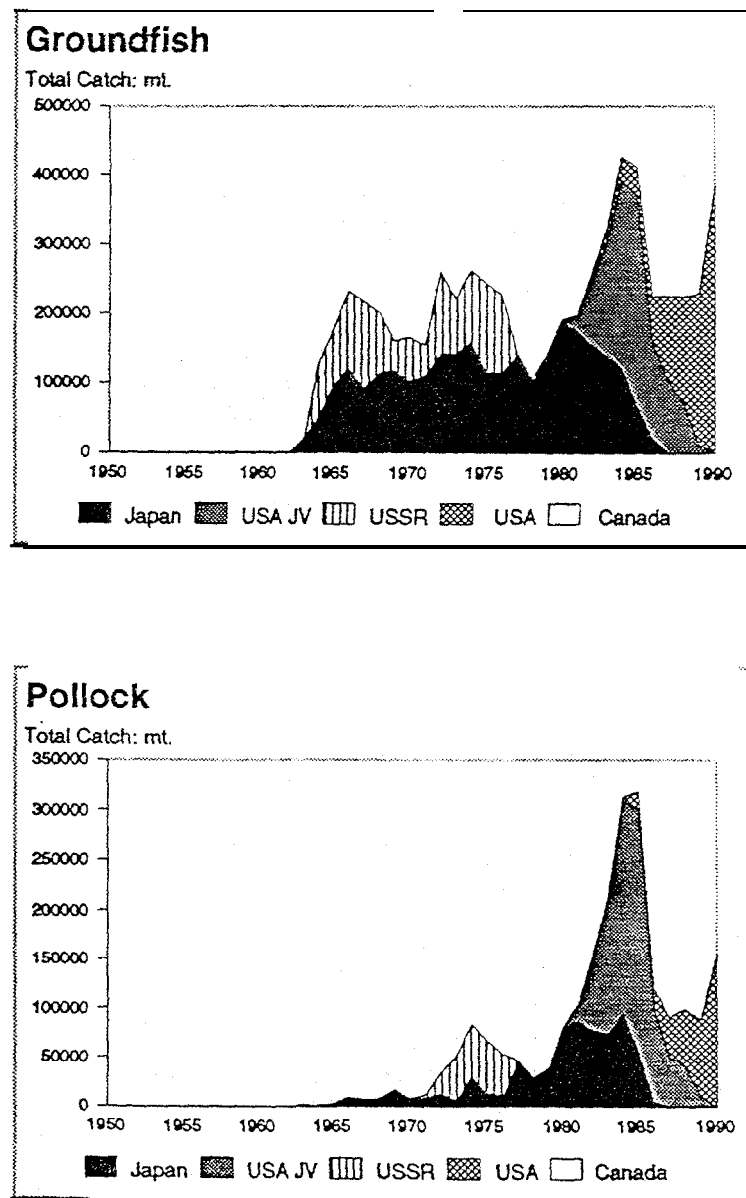 Groundfish
Total Catch: mt.
500000
400000
300000
200000
100000
0
1950 1955 1960 1965 1970 1975 1980 1985 1990
Japan USA JV USSR USA Canada
Pollock
Total Catch: mt.
350000
300000
250000
200000
150000
100000
50000
0
1950 1955 1960 1965 1970 1975 1980 1985 1990
Japan USA JV USSR USA Canada